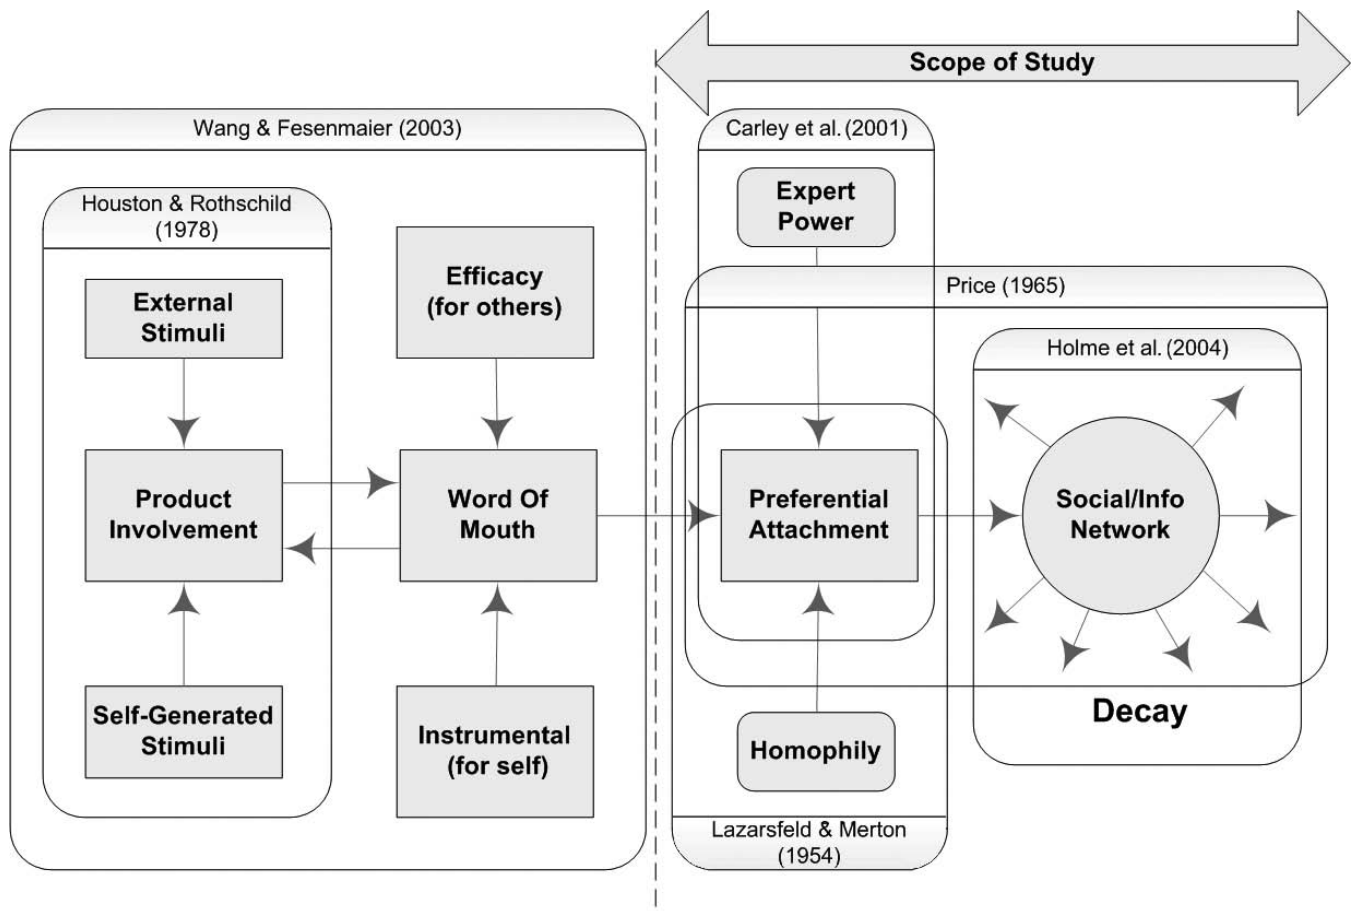 Scope of Study
Wang & Fesenmaier (2003)
Houston & Rothschild
(1978)
External
Stimuli
Product
Involvement
Self-Generated
Stimuli
Efficacy
(for others)
Word Of
Mouth
Instrumental
(for self)
Carley et al. (2001)
Expert
Power
Price (1965)
Preferential
Attachment
Homophily
Lazarsfeld & Merton
(1954)
Holme et al. (2004)
Social/Info
Network
Decay